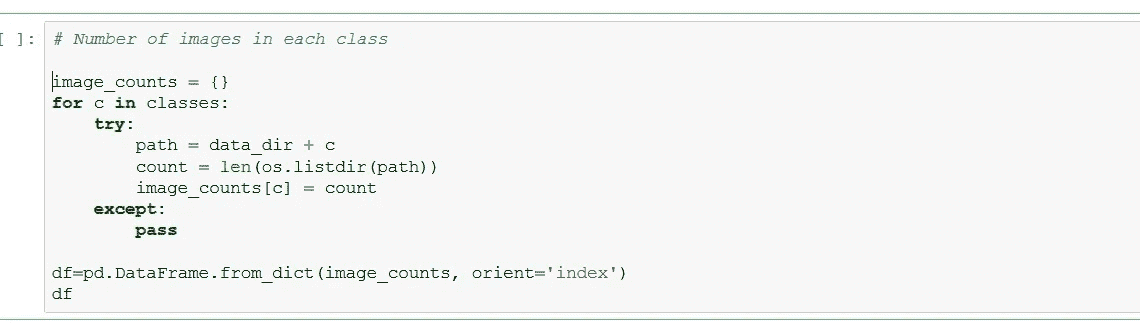 [ ]: # Number of images in each class
image_counts = {}
for c in classes:
    try:
        path = data_dir + c
        count = len(os.listdir(path))
        image_counts[c] = count
    except:
        pass
df=pd.DataFrame.from_dict(image_counts, orient='index')
df